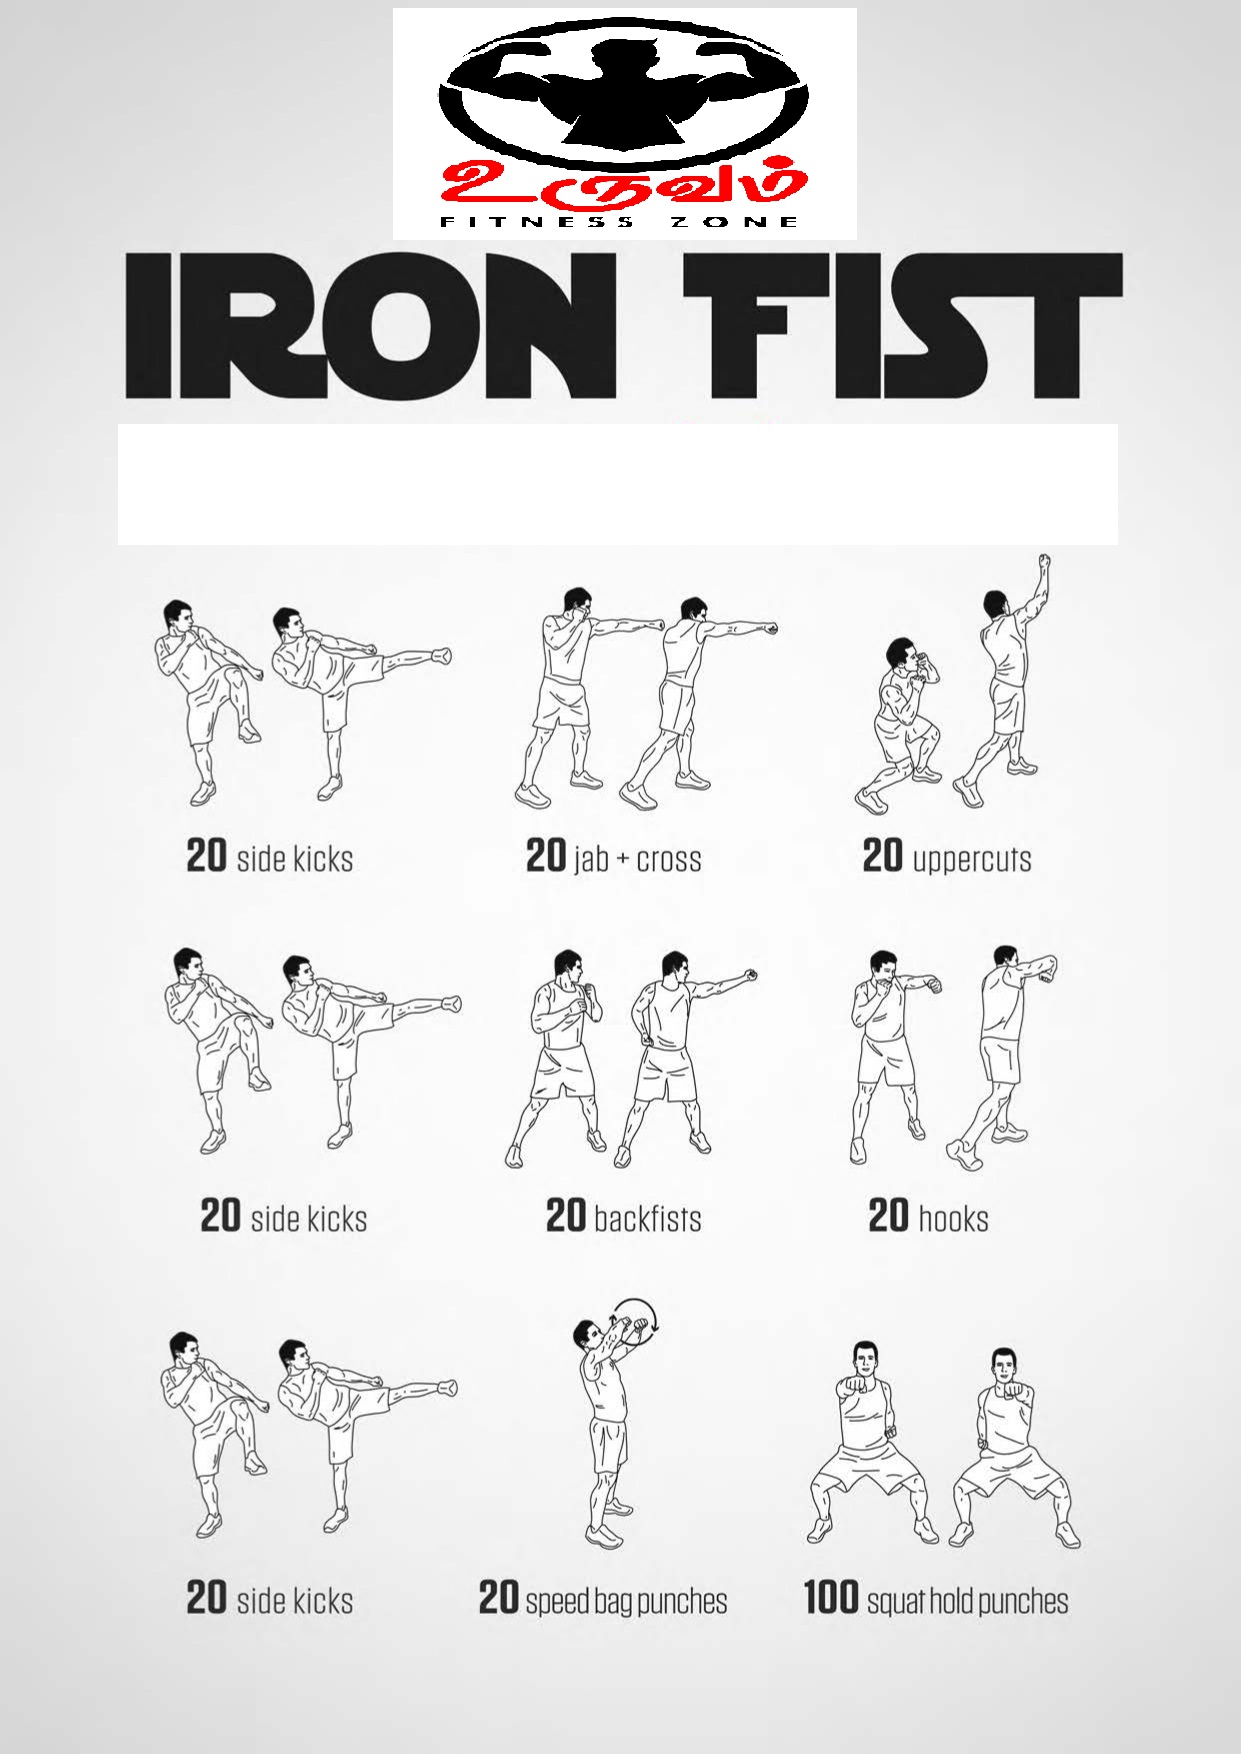 உருவம்
FITNESS ZONE
IRON FIST
20 side kicks
20 jab + cross
20 uppercuts
20 side kicks
20 backfists
20 hooks
20 side kicks
20 speed bag punches
100 squat hold punches